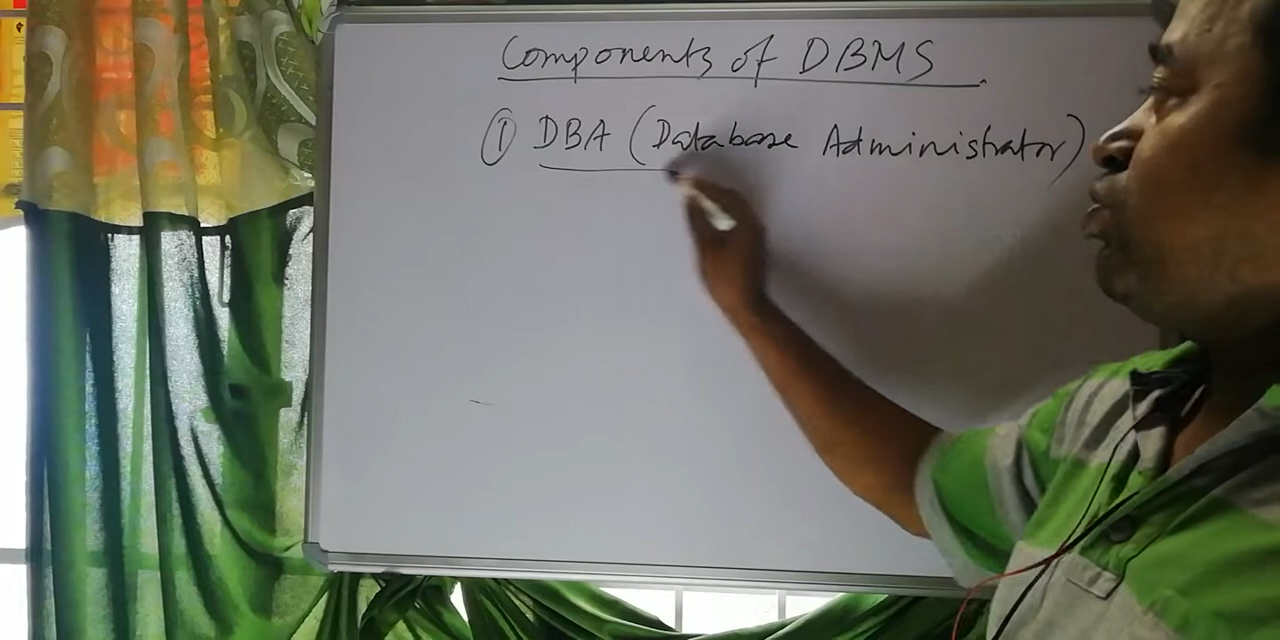 Components of DBMS
① DBA (Database Administrator)